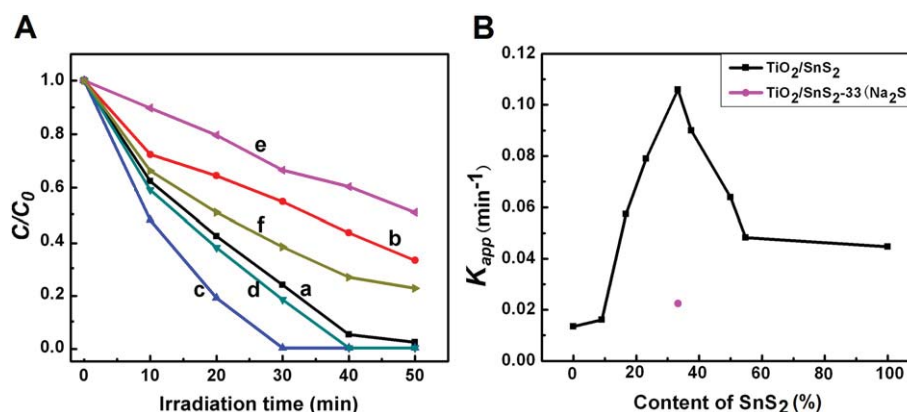 A
1.0
0.8
0.6
0.4
0.2
0.0
C/C₀
e
b
f
c d a
0 10 20 30 40 50
Irradiation time (min)
B
0.12
0.10
0.08
0.06
0.04
0.02
0.00
K_app (min⁻¹)
TiO₂/SnS₂
TiO₂/SnS₂-33(Na₂S
0 20 40 60 80 100
Content of SnS₂ (%)